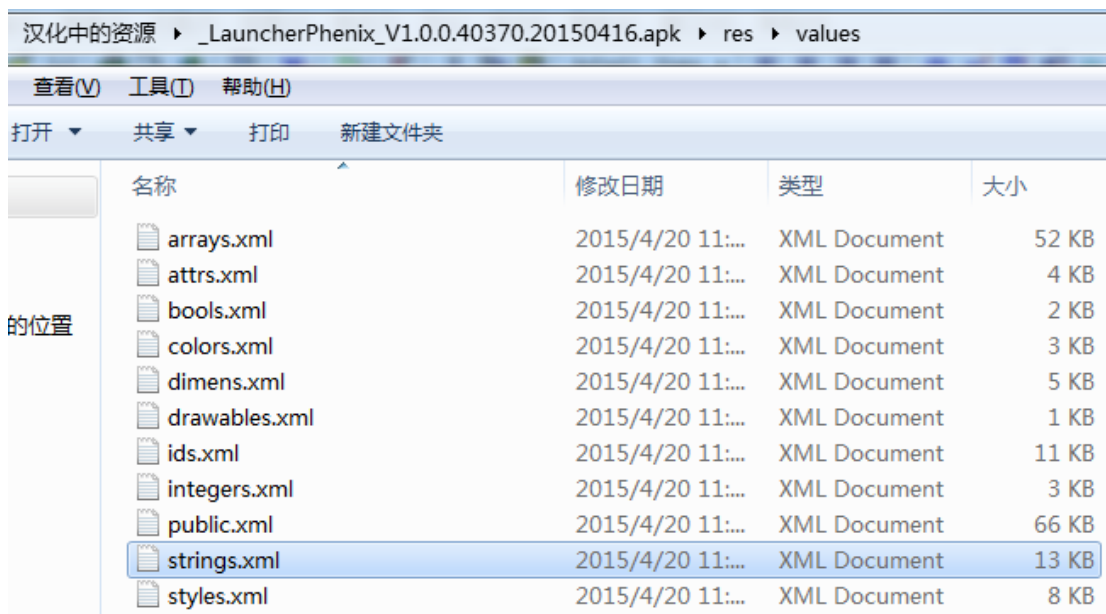 汉化中的资源 ▸ _LauncherPhenix_V1.0.0.40370.20150416.apk ▸ res ▸ values
查看(V) 工具(T) 帮助(H)
打开 共享 打印 新建文件夹
名称 修改日期 类型 大小
arrays.xml 2015/4/20 11:... XML Document 52 KB
attrs.xml 2015/4/20 11:... XML Document 4 KB
bools.xml 2015/4/20 11:... XML Document 2 KB
的位置
colors.xml 2015/4/20 11:... XML Document 3 KB
dimens.xml 2015/4/20 11:... XML Document 5 KB
drawables.xml 2015/4/20 11:... XML Document 1 KB
ids.xml 2015/4/20 11:... XML Document 11 KB
integers.xml 2015/4/20 11:... XML Document 3 KB
public.xml 2015/4/20 11:... XML Document 66 KB
strings.xml 2015/4/20 11:... XML Document 13 KB
styles.xml 2015/4/20 11:... XML Document 8 KB